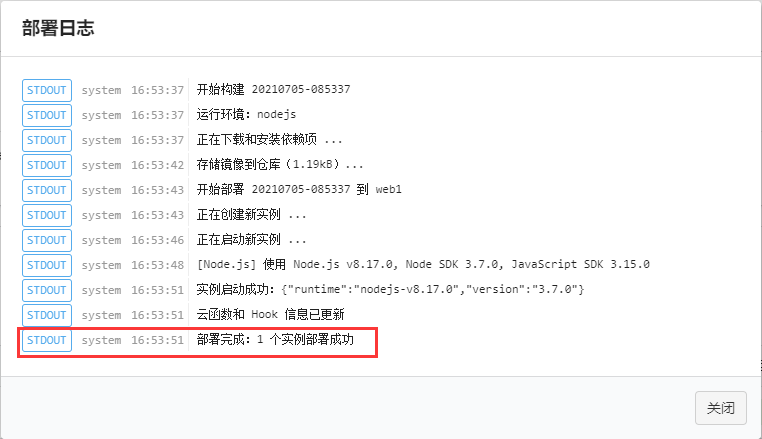 部署日志
STDOUT system 16:53:37 开始构建 20210705-085337
STDOUT system 16:53:37 运行环境: nodejs
STDOUT system 16:53:37 正在下载和安装依赖项 ...
STDOUT system 16:53:42 存储镜像到仓库（1.19kB）...
STDOUT system 16:53:43 开始部署 20210705-085337 到 web1
STDOUT system 16:53:43 正在创建新实例 ...
STDOUT system 16:53:46 正在启动新实例 ...
STDOUT system 16:53:48 [Node.js] 使用 Node.js v8.17.0, Node SDK 3.7.0, JavaScript SDK 3.15.0
STDOUT system 16:53:51 实例启动成功：{"runtime":"nodejs-v8.17.0","version":"3.7.0"}
STDOUT system 16:53:51 云函数和 Hook 信息已更新
STDOUT system 16:53:51 部署完成：1 个实例部署成功
关闭